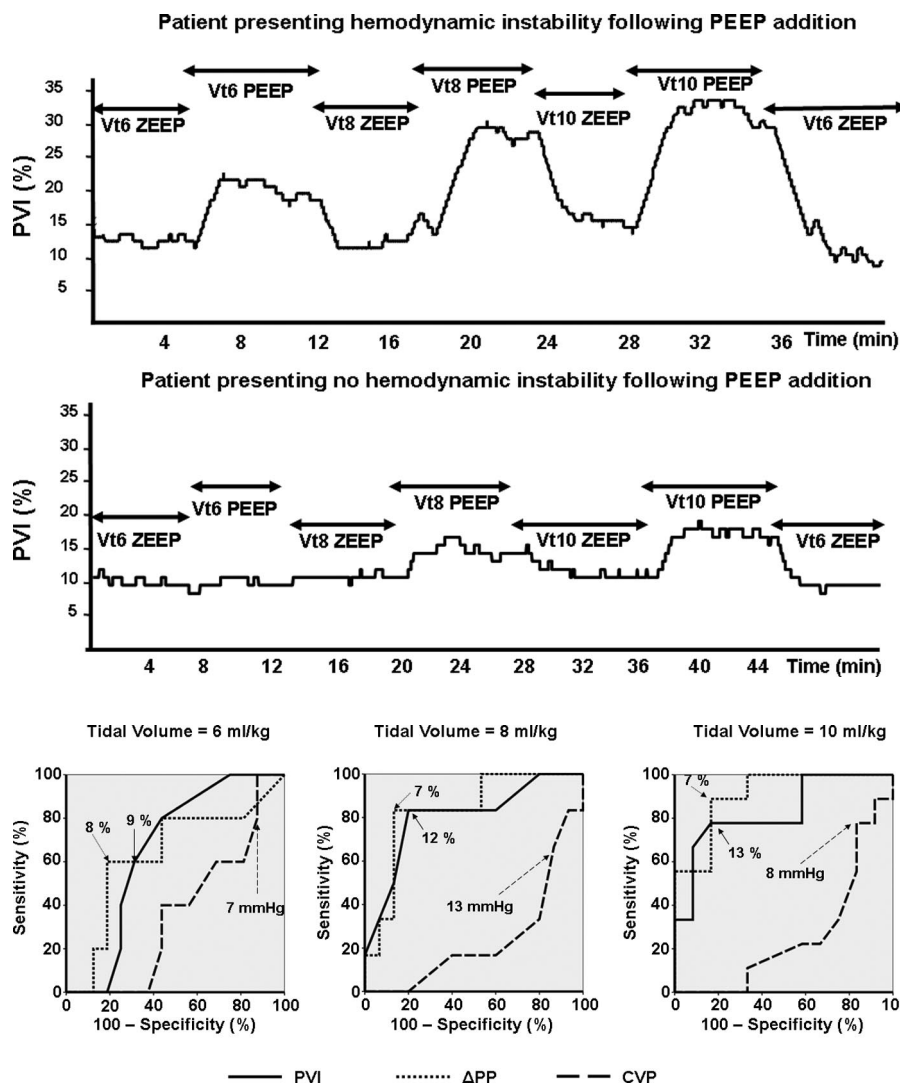 Patient presenting hemodynamic instability following PEEP addition
PVI (%)
35
30
25
20
15
10
5
Vt6 ZEEP
Vt6 PEEP
Vt8 ZEEP
Vt8 PEEP
Vt10 ZEEP
Vt10 PEEP
Vt6 ZEEP
4 8 12 16 20 24 28 32 36 Time (min)
Patient presenting no hemodynamic instability following PEEP addition
PVI (%)
35
30
25
20
15
10
5
Vt6 ZEEP
Vt6 PEEP
Vt8 ZEEP
Vt8 PEEP
Vt10 ZEEP
Vt10 PEEP
Vt6 ZEEP
4 8 12 16 20 24 28 32 36 40 44 Time (min)
Tidal Volume = 6 ml/kg
Sensitivity (%)
100
80
60
40
20
0
8 %
9 %
7 mmHg
0 20 40 60 80 100
100 – Specificity (%)
Tidal Volume = 8 ml/kg
Sensitivity (%)
100
80
60
40
20
0
7 %
12 %
13 mmHg
0 20 40 60 80 100
100 – Specificity (%)
Tidal Volume = 10 ml/kg
Sensitivity (%)
100
80
60
40
20
0
7 %
13 %
8 mmHg
0 20 40 60 80 100
100 – Specificity (%)
PVI ΔPP CVP